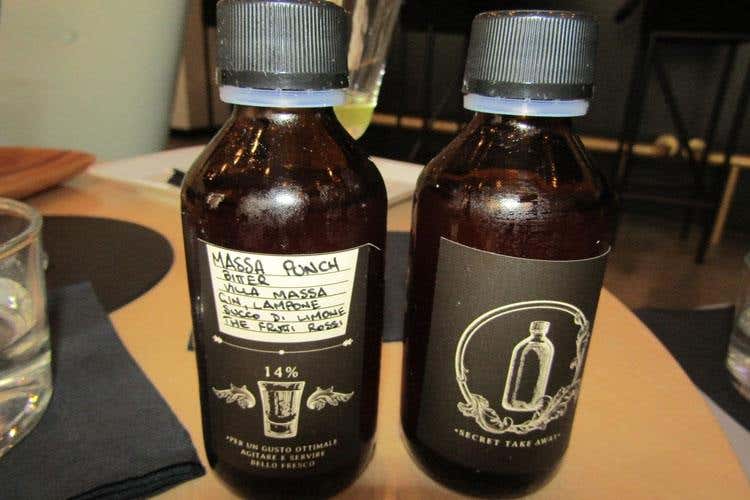 MASSA PUNCH
BITTER
VILLA MASSA
GIN, LAMPONE
SUCCO DI LIMONE
THE FRUTTI ROSSI
14%
•PER UN GUSTO OTTIMALE
AGITARE E SERVIRE
BELLO FRESCO
•SECRET TAKE AWAY•